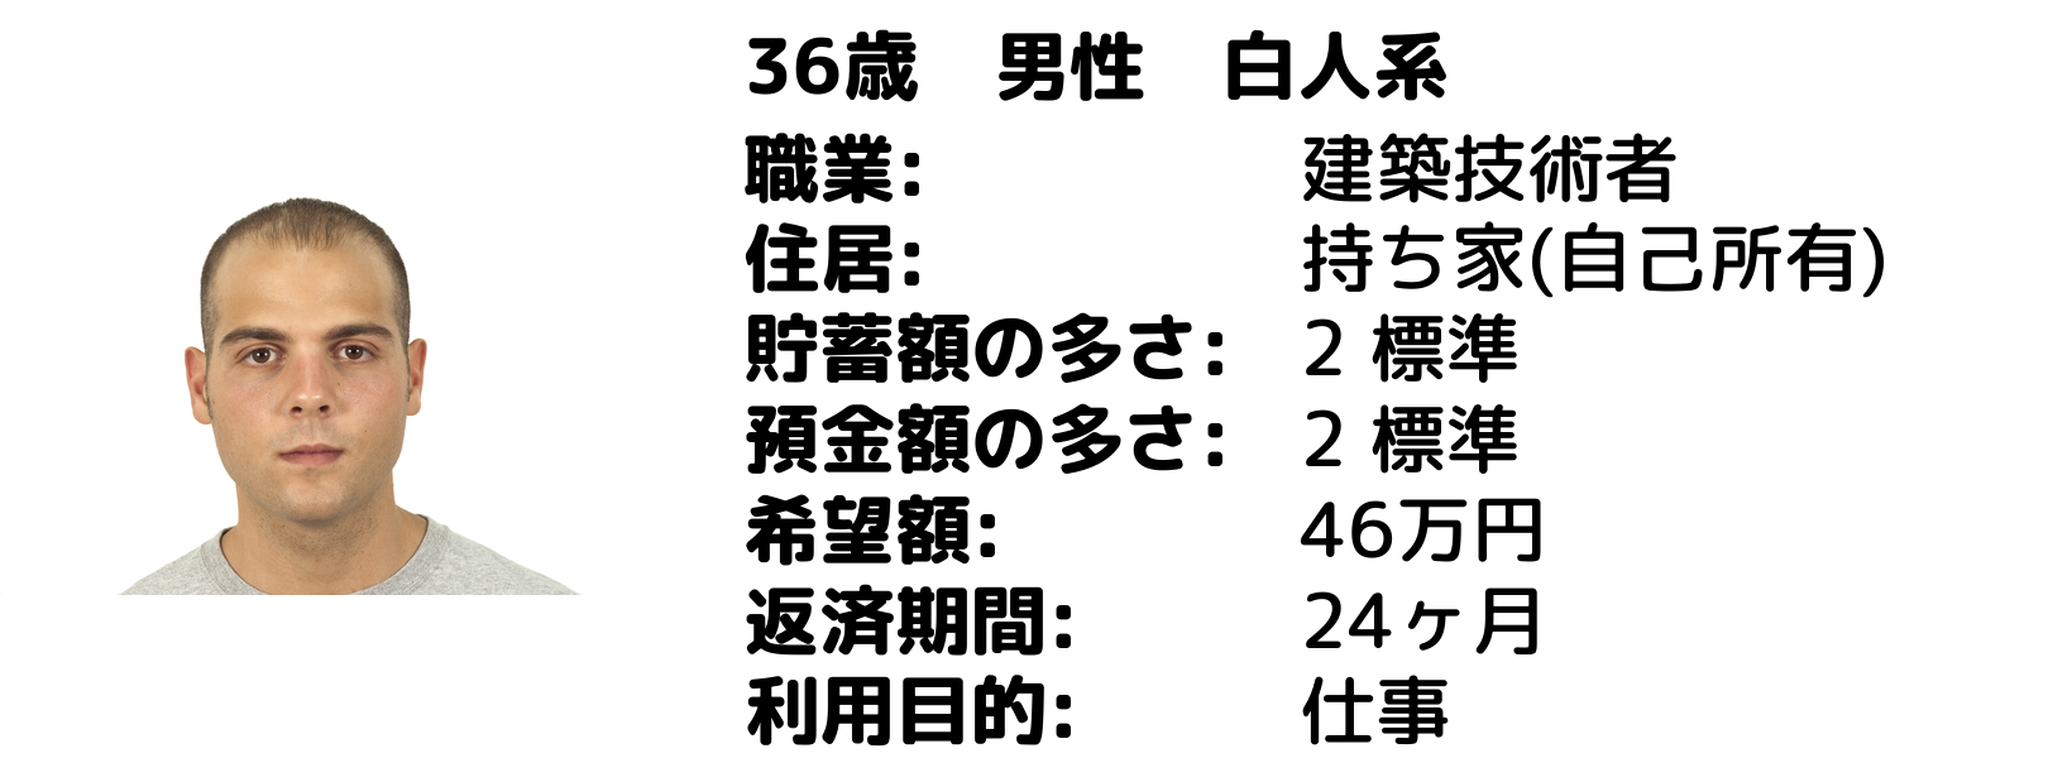 36歳　男性　白人系
職業: 建築技術者
住居: 持ち家(自己所有)
貯蓄額の多さ: 2 標準
預金額の多さ: 2 標準
希望額: 46万円
返済期間: 24ヶ月
利用目的: 仕事